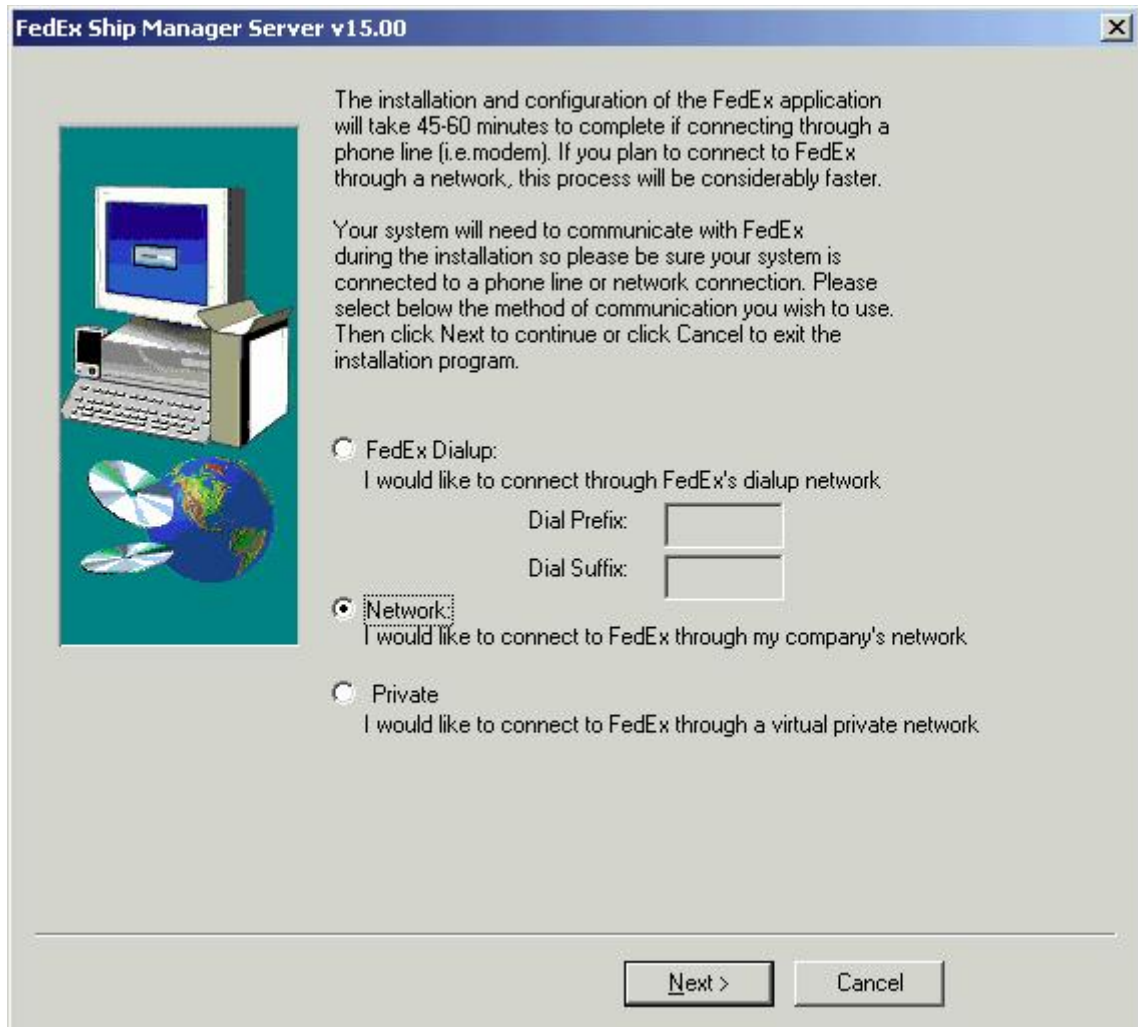 FedEx Ship Manager Server v15.00
The installation and configuration of the FedEx application
will take 45-60 minutes to complete if connecting through a
phone line (i.e.modem). If you plan to connect to FedEx
through a network, this process will be considerably faster.
Your system will need to communicate with FedEx
during the installation so please be sure your system is
connected to a phone line or network connection. Please
select below the method of communication you wish to use.
Then click Next to continue or click Cancel to exit the
installation program.
FedEx Dialup:
I would like to connect through FedEx's dialup network
Dial Prefix:
Dial Suffix:
Network:
I would like to connect to FedEx through my company's network
Private
I would like to connect to FedEx through a virtual private network
Next >
Cancel